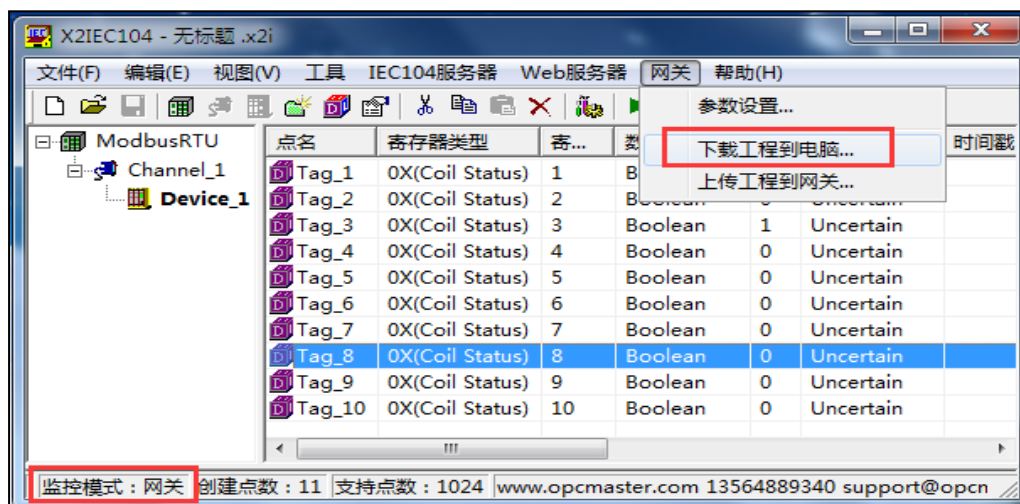 X2IEC104 - 无标题 .x2i
文件(F) 编辑(E) 视图(V) 工具 IEC104服务器 Web服务器 网关 帮助(H)
参数设置...
下载工程到电脑...
上传工程到网关...
ModbusRTU
Channel_1
Device_1
点名 寄存器类型 寄... 时间戳
Tag_1 0X(Coil Status) 1
Tag_2 0X(Coil Status) 2
Tag_3 0X(Coil Status) 3 Boolean 1 Uncertain
Tag_4 0X(Coil Status) 4 Boolean 0 Uncertain
Tag_5 0X(Coil Status) 5 Boolean 0 Uncertain
Tag_6 0X(Coil Status) 6 Boolean 0 Uncertain
Tag_7 0X(Coil Status) 7 Boolean 0 Uncertain
Tag_8 0X(Coil Status) 8 Boolean 0 Uncertain
Tag_9 0X(Coil Status) 9 Boolean 0 Uncertain
Tag_10 0X(Coil Status) 10 Boolean 0 Uncertain
监控模式：网关 创建点数：11 支持点数：1024 www.opcmaster.com 13564889340 support@opcn